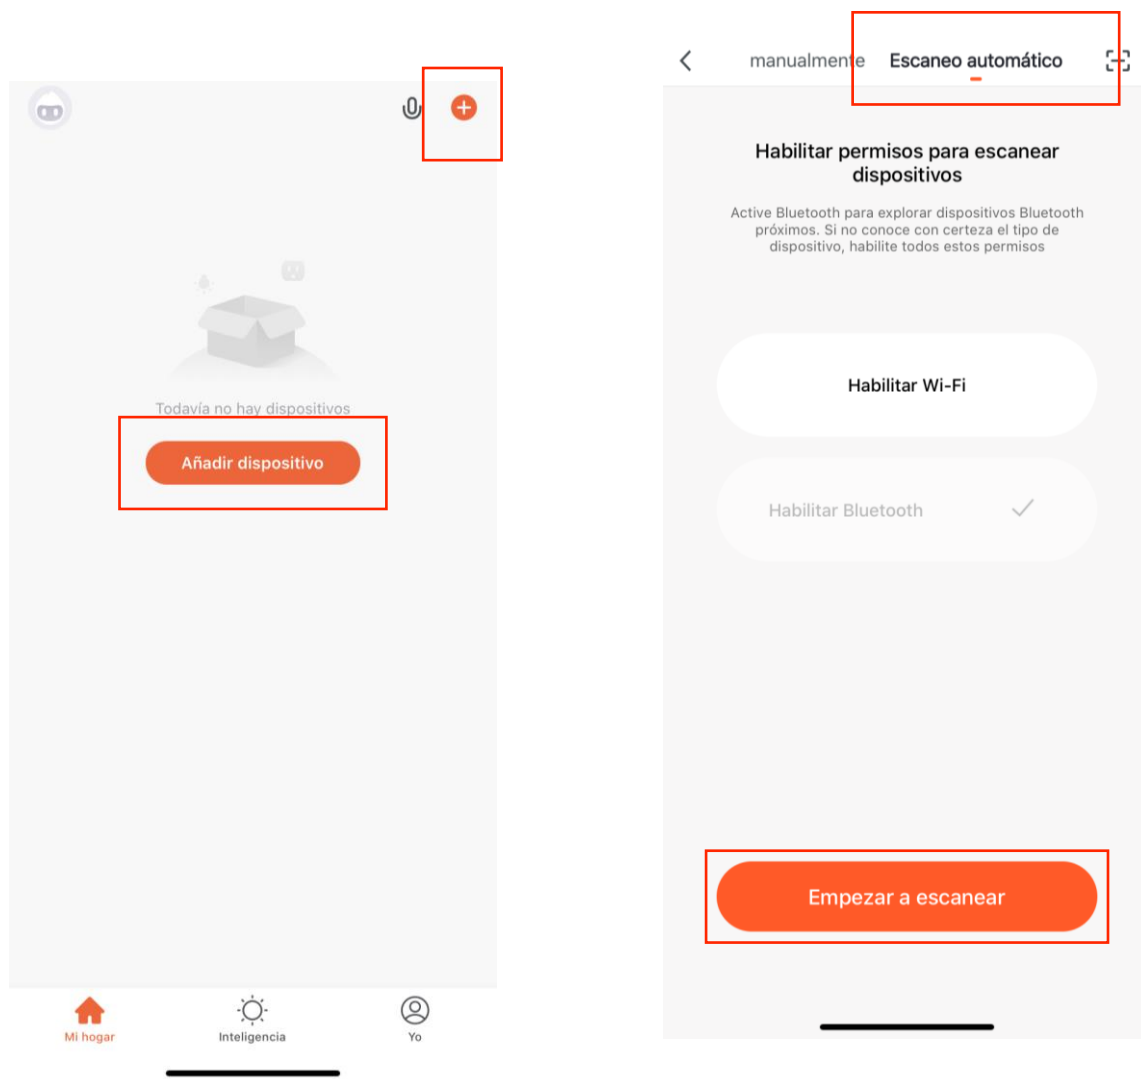 Todavía no hay dispositivos
Añadir dispositivo
Mi hogar
Inteligencia
Yo
manualmente
Escaneo automático
Habilitar permisos para escanear
dispositivos
Active Bluetooth para explorar dispositivos Bluetooth
próximos. Si no conoce con certeza el tipo de
dispositivo, habilite todos estos permisos
Habilitar Wi-Fi
Habilitar Bluetooth
Empezar a escanear